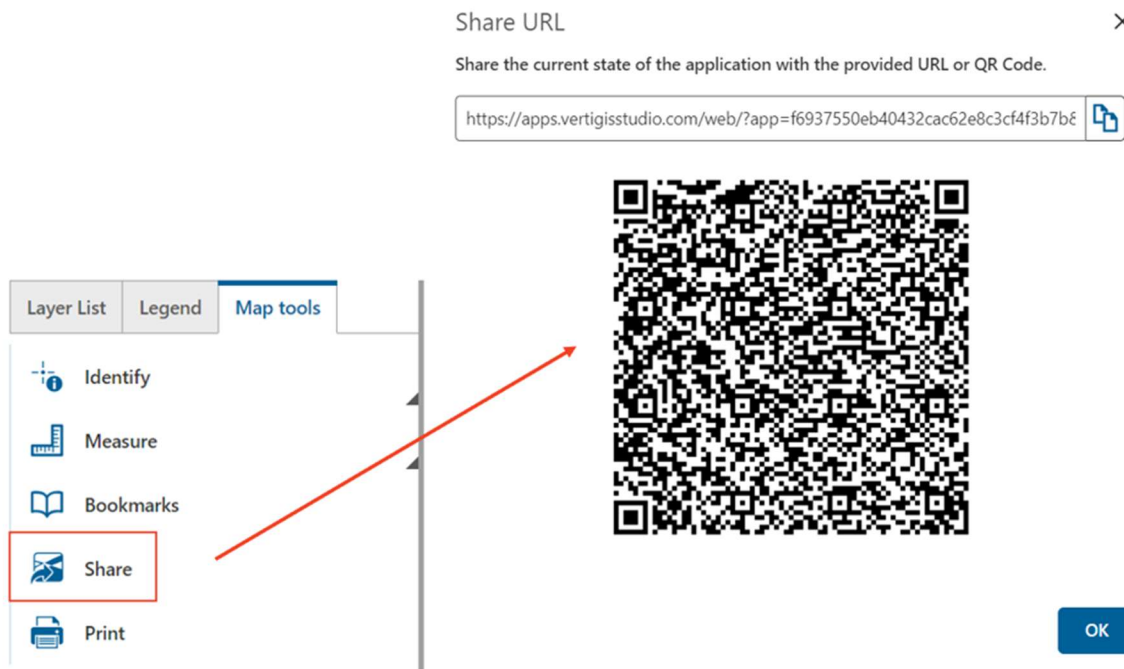 Share URL
Share the current state of the application with the provided URL or QR Code.
https://apps.vertigisstudio.com/web/?app=f6937550eb40432cac62e8c3cf4f3b7b8
Layer List
Legend
Map tools
Identify
Measure
Bookmarks
Share
Print
OK